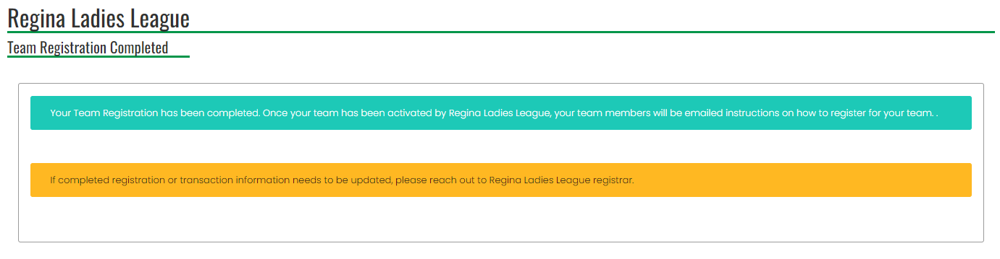 Regina Ladies League
Team Registration Completed
Your Team Registration has been completed. Once your team has been activated by Regina Ladies League, your team members will be emailed instructions on how to register for your team. .
If completed registration or transaction information needs to be updated, please reach out to Regina Ladies League registrar.